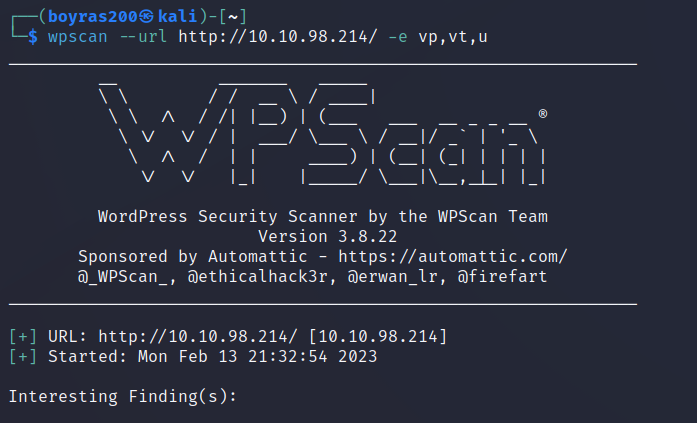 ┌──(boyras200㉿kali)-[~]
└─$ wpscan --url http://10.10.98.214/ -e vp,vt,u
WPScan ®
WordPress Security Scanner by the WPScan Team
Version 3.8.22
Sponsored by Automattic - https://automattic.com/
@_WPScan_, @ethicalhack3r, @erwan_lr, @firefart
[+] URL: http://10.10.98.214/ [10.10.98.214]
[+] Started: Mon Feb 13 21:32:54 2023
Interesting Finding(s):